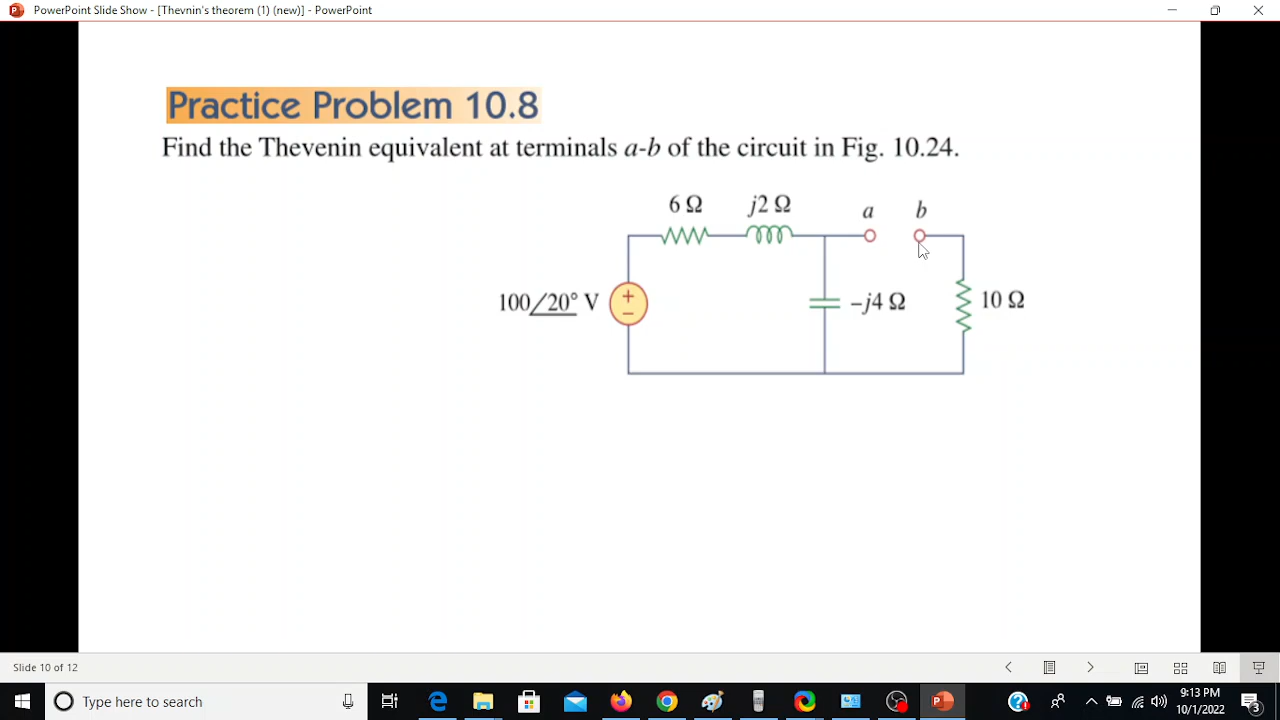 PowerPoint Slide Show - [Thevnin's theorem (1) (new)] - PowerPoint
Practice Problem 10.8
Find the Thevenin equivalent at terminals a-b of the circuit in Fig. 10.24.
6 Ω j2 Ω a b
100∠20° V + − −j4 Ω 10 Ω
Slide 10 of 12
Type here to search
9:13 PM
10/1/2022
3